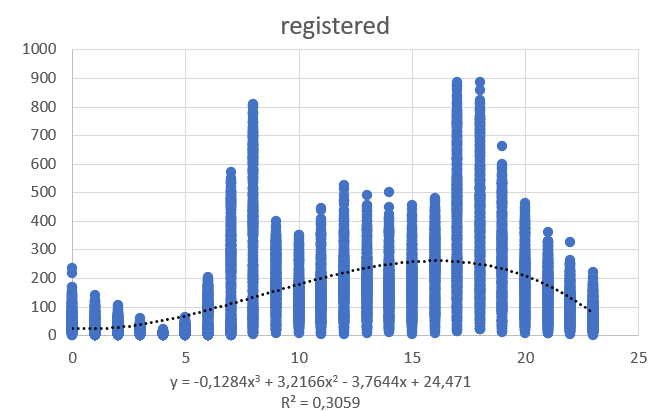 registered
1000
900
800
700
600
500
400
300
200
100
0
0 5 10 15 20 25
y = -0,1284x³ + 3,2166x² - 3,7644x + 24,471
R² = 0,3059